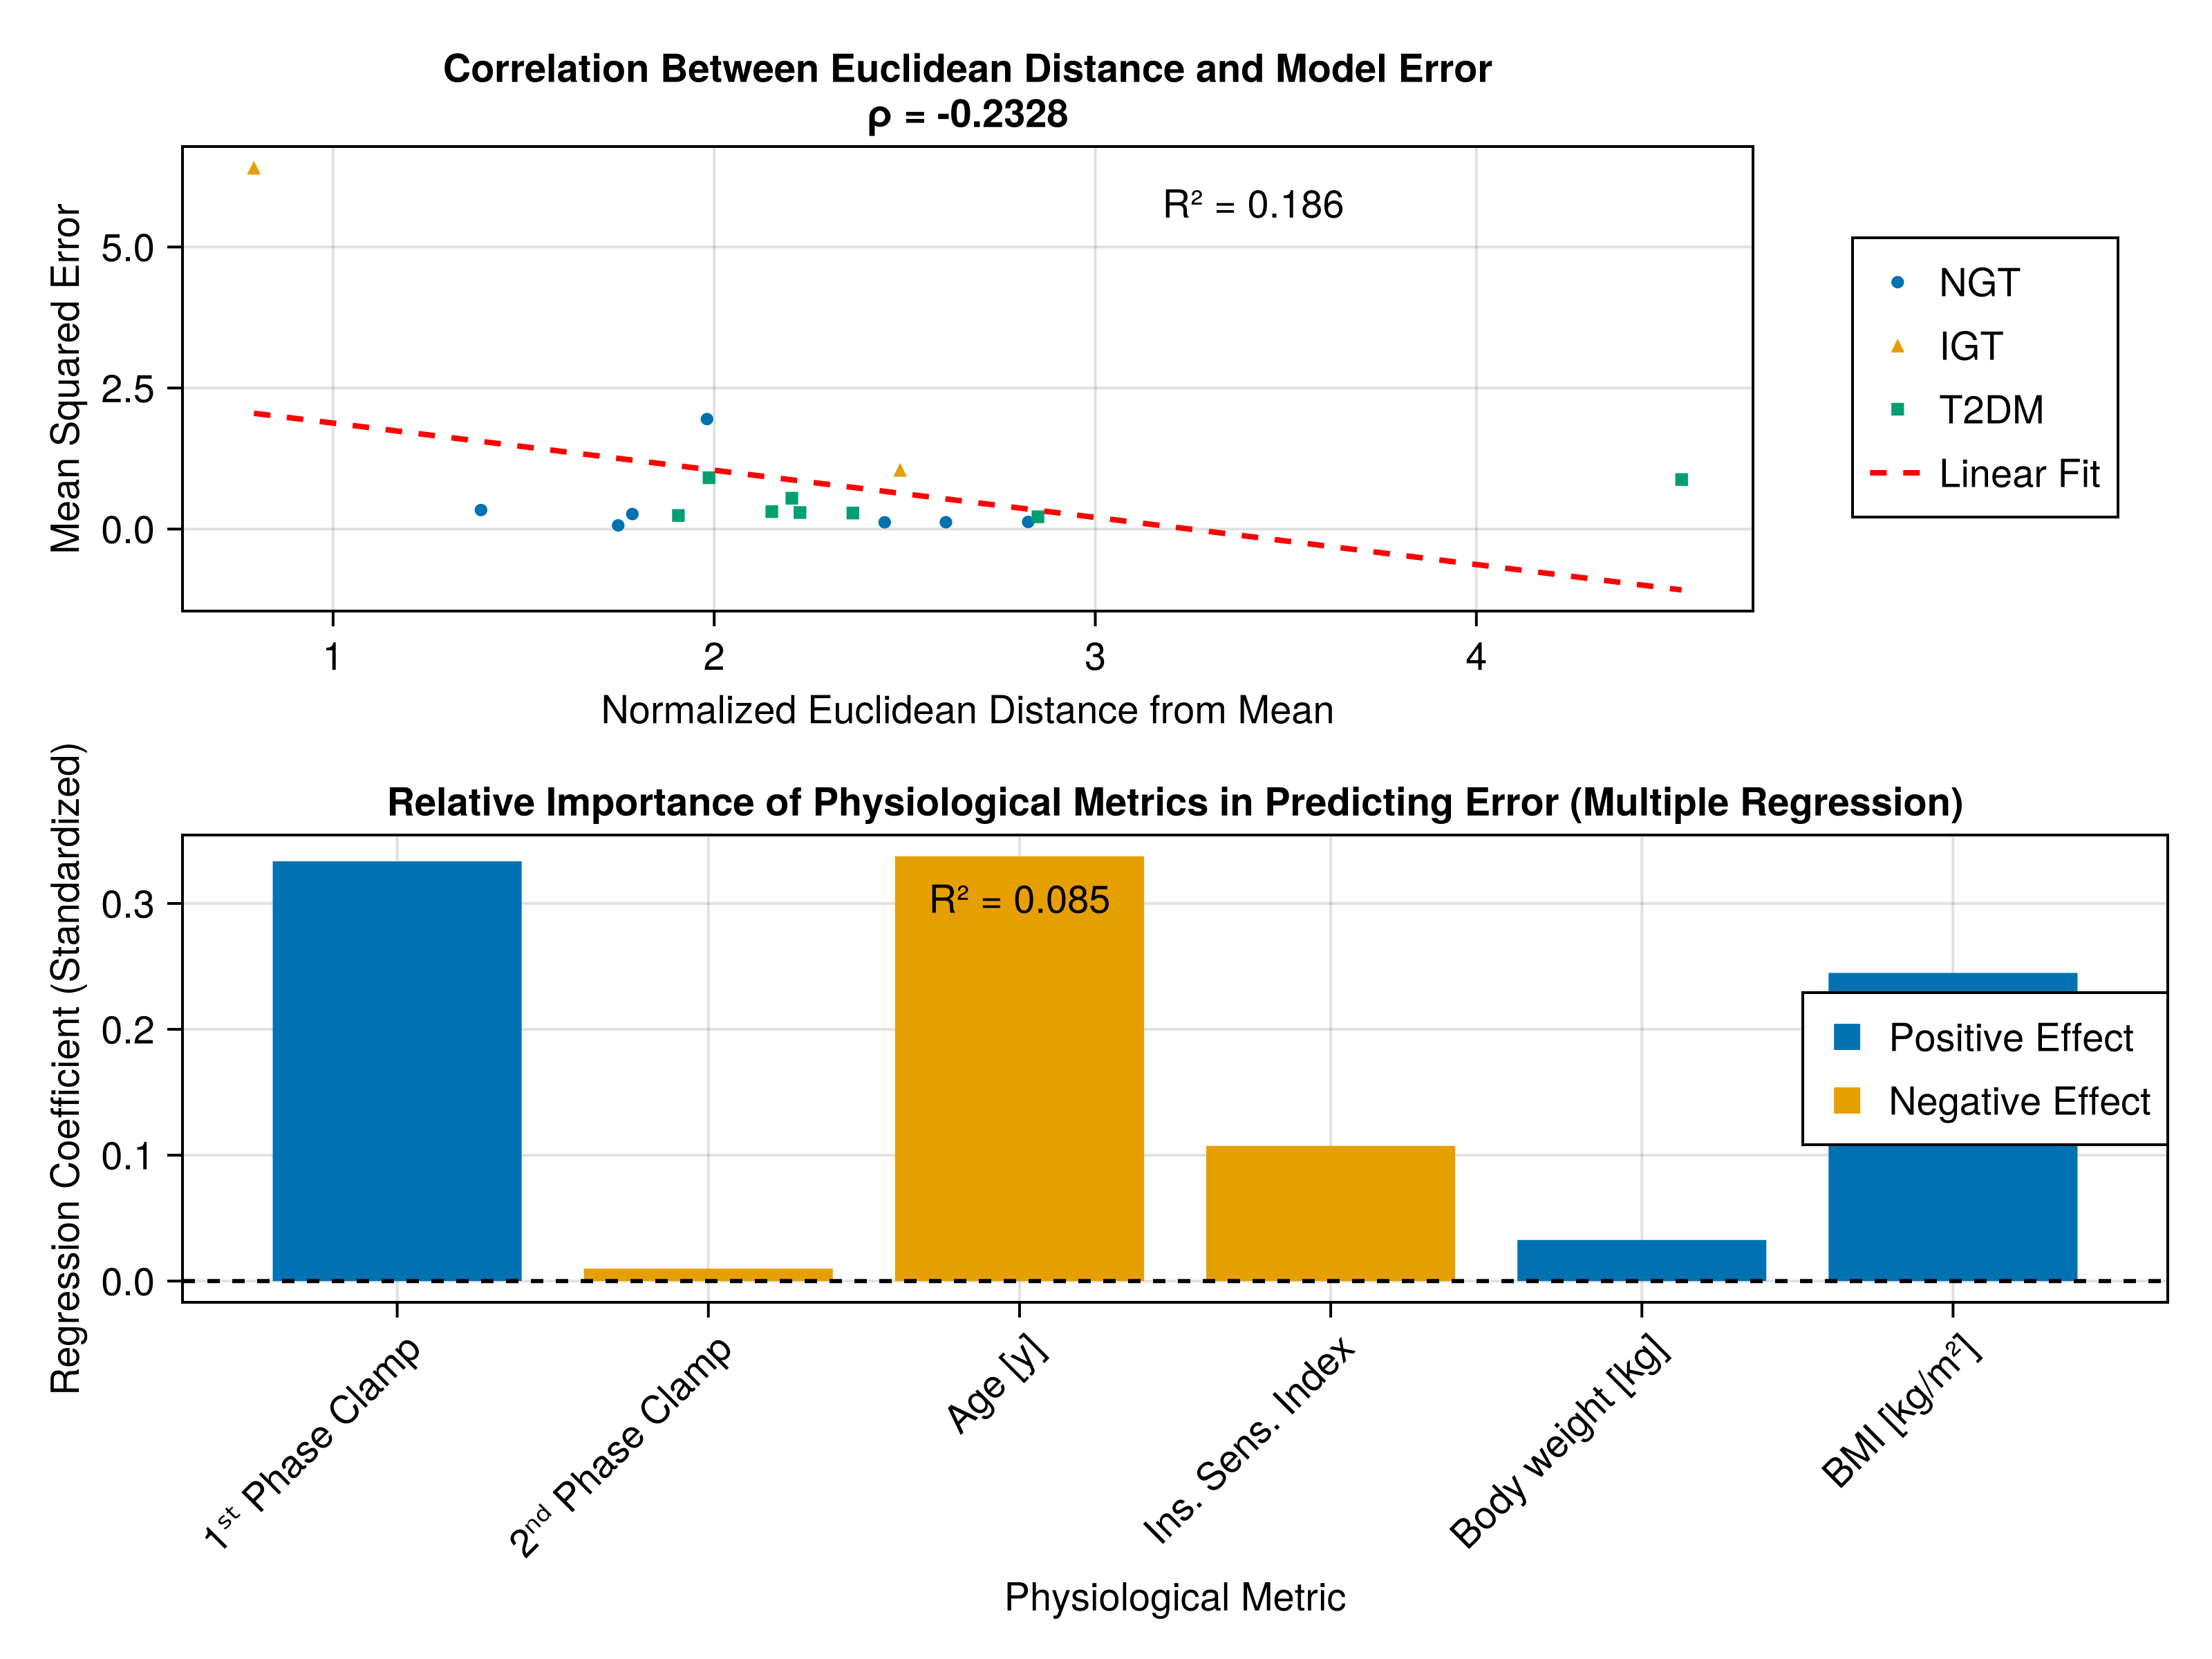 Correlation Between Euclidean Distance and Model Error
ρ = -0.2328
Mean Squared Error
5.0
2.5
0.0
R² = 0.186
1
2
3
4
Normalized Euclidean Distance from Mean
NGT
IGT
T2DM
Linear Fit
Relative Importance of Physiological Metrics in Predicting Error (Multiple Regression)
Regression Coefficient (Standardized)
0.3
0.2
0.1
0.0
R² = 0.085
Positive Effect
Negative Effect
1ˢᵗ Phase Clamp
2ⁿᵈ Phase Clamp
Age [y]
Ins. Sens. Index
Body weight [kg]
BMI [kg/m²]
Physiological Metric